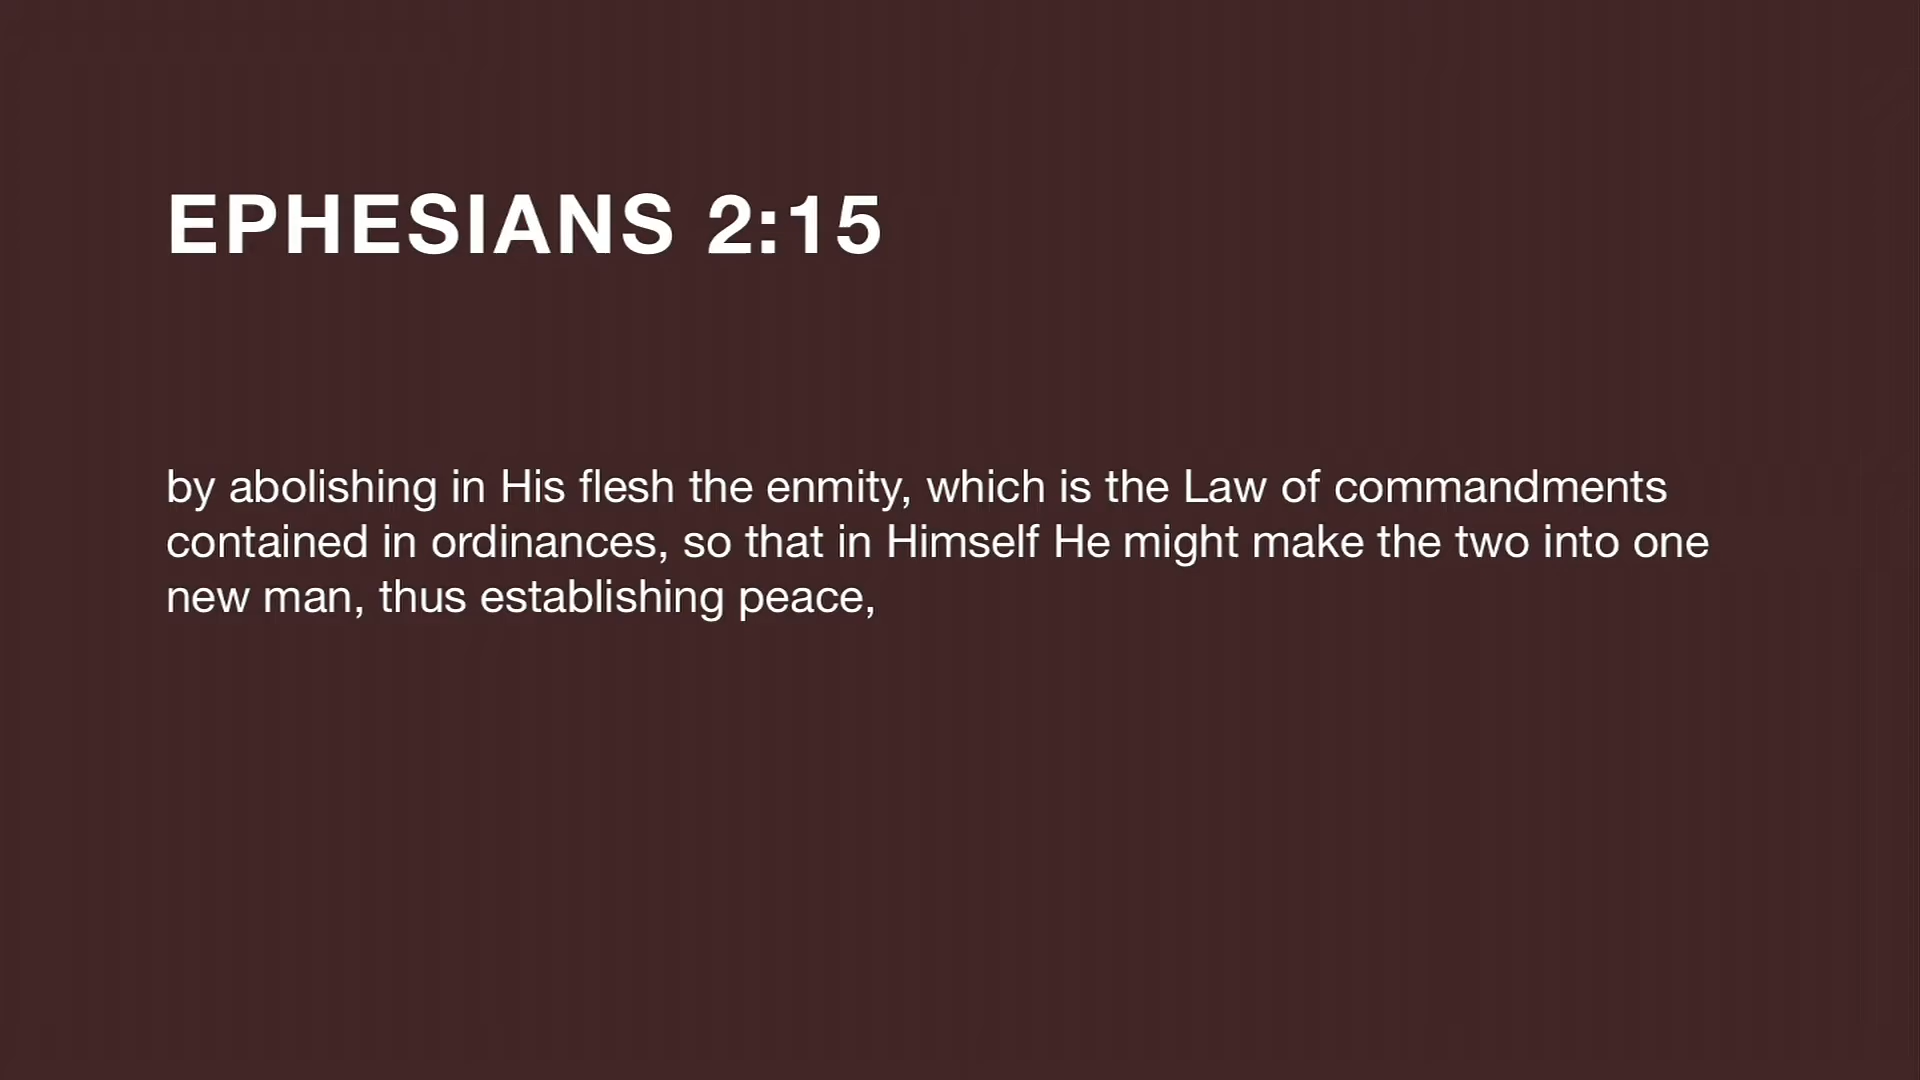 EPHESIANS 2:15
by abolishing in His flesh the enmity, which is the Law of commandments
contained in ordinances, so that in Himself He might make the two into one
new man, thus establishing peace,